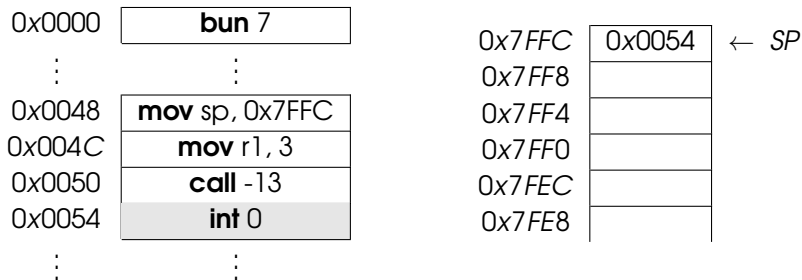 0x0000 bun 7
⋮ ⋮
0x0048 mov sp, 0x7FFC
0x004C mov r1, 3
0x0050 call -13
0x0054 int 0
⋮ ⋮
0x7FFC 0x0054 ← SP
0x7FF8
0x7FF4
0x7FF0
0x7FEC
0x7FE8